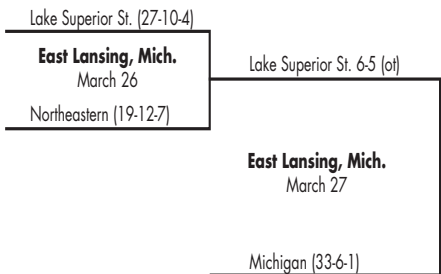 Lake Superior St. (27-10-4)
East Lansing, Mich.
March 26
Northeastern (19-12-7)
Lake Superior St. 6-5 (ot)
East Lansing, Mich.
March 27
Michigan (33-6-1)